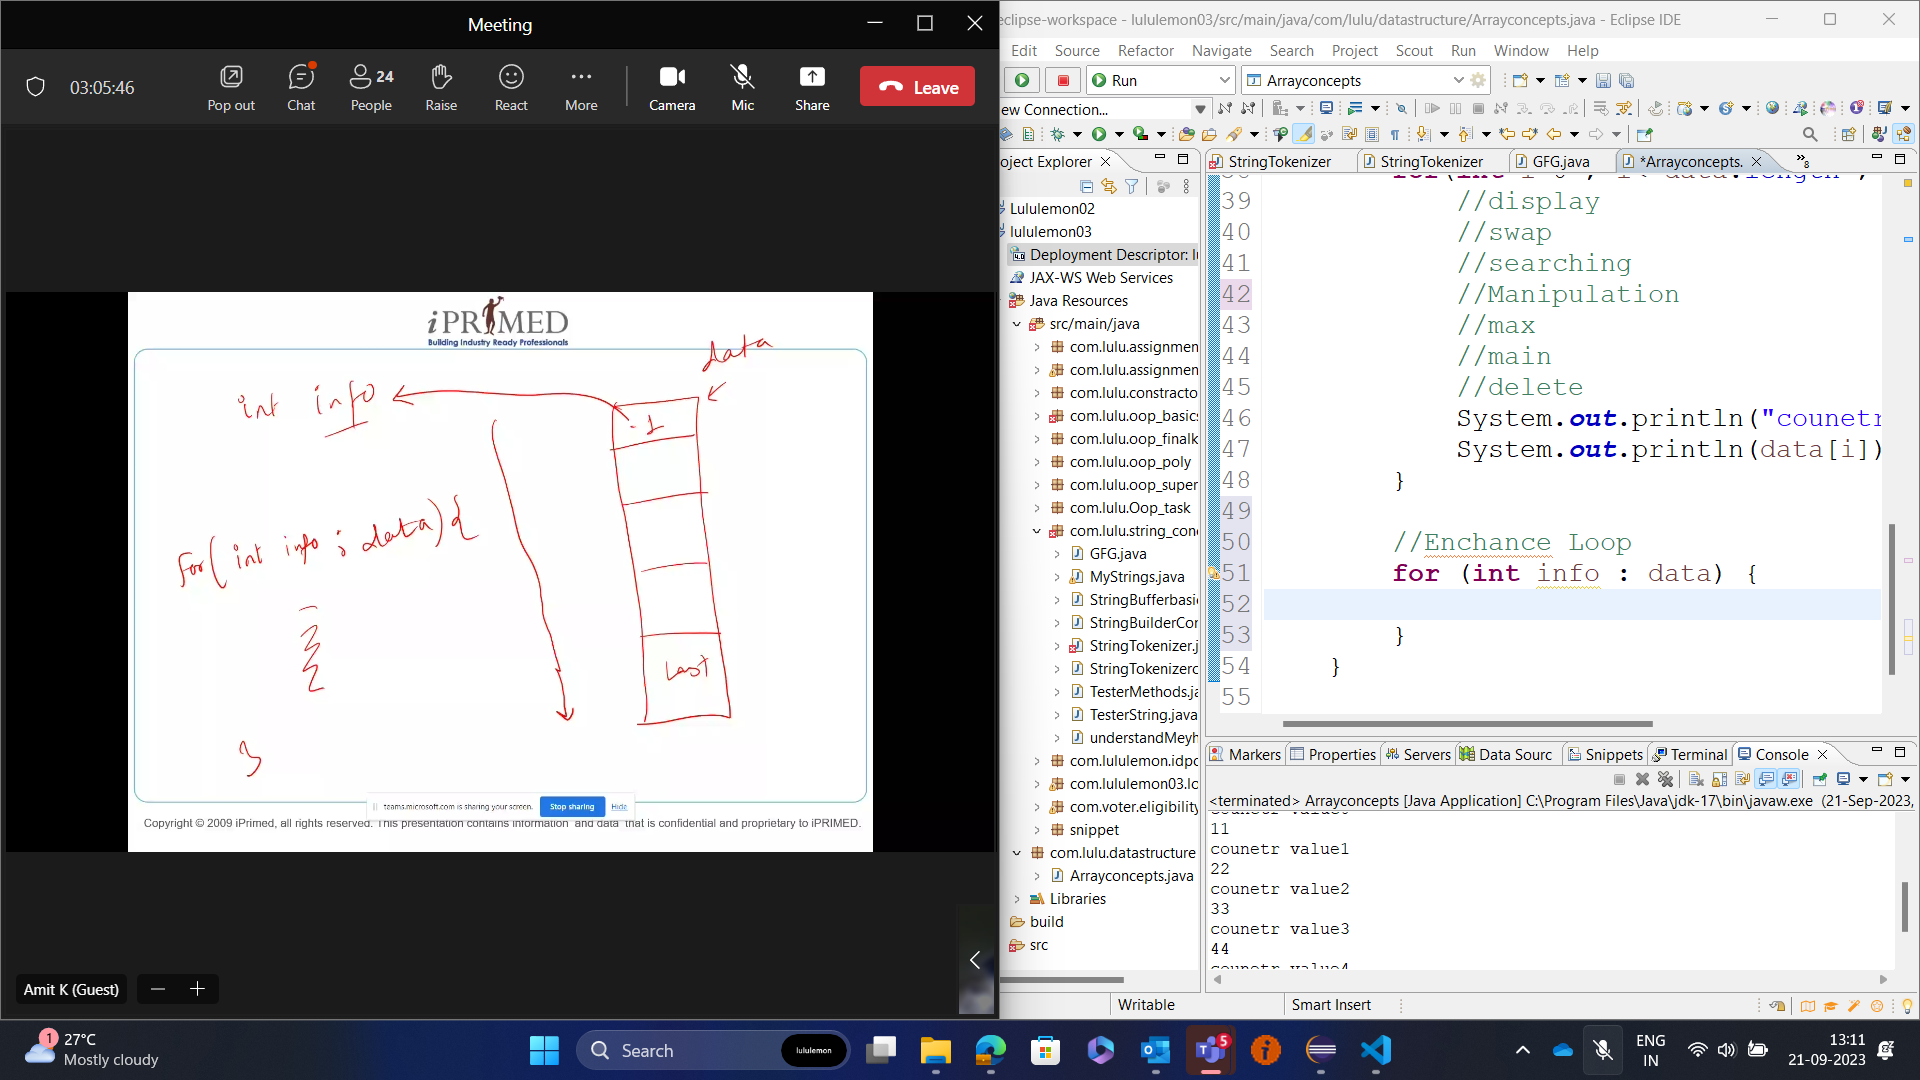 Meeting
03:05:46
Pop out
Chat
24
People
Raise
React
More
Camera
Mic
Share
Leave
iPRIMED
Building Industry Ready Professionals
data
int info
-1
for( int info ; data) {
Last
}
teams.microsoft.com is sharing your screen.
Stop sharing
Hide
Copyright © 2009 iPrimed, all rights reserved. This presentation contains information and data that is confidential and proprietary to iPRIMED.
Amit K (Guest)
eclipse-workspace - lululemon03/src/main/java/com/lulu/datastructure/Arrayconcepts.java - Eclipse IDE
Edit Source Refactor Navigate Search Project Scout Run Window Help
Run
Arrayconcepts
ew Connection...
oject Explorer
StringTokenizer
StringTokenizer
GFG.java
*Arrayconcepts.
8
Lululemon02
lululemon03
Deployment Descriptor: l
JAX-WS Web Services
Java Resources
src/main/java
com.lulu.assignmen
com.lulu.assignmen
com.lulu.constracto
com.lulu.oop_basics
com.lulu.oop_finalk
com.lulu.oop_poly
com.lulu.oop_super
com.lulu.Oop_task
com.lulu.string_cone
GFG.java
MyStrings.java
StringBufferbasi
StringBuilderCor
StringTokenizer.j
StringTokenizerc
TesterMethods.ja
TesterString.java
understandMeyh
com.lululemon.idpo
com.lululemon03.lc
com.voter.eligibility
snippet
com.lulu.datastructure
Arrayconcepts.java
Libraries
build
src
39 //display
40 //swap
41 //searching
42 //Manipulation
43 //max
44 //main
45 //delete
46 System.out.println("counetr
47 System.out.println(data[i])
48 }
49
50 //Enchance Loop
51 for (int info : data) {
52
53 }
54 }
55
Markers Properties Servers Data Sourc Snippets Terminal Console
<terminated> Arrayconcepts [Java Application] C:\Program Files\Java\jdk-17\bin\javaw.exe (21-Sep-2023,
11
counetr value1
22
counetr value2
33
counetr value3
44
counetr value4
Writable
Smart Insert
1
27°C
Mostly cloudy
Search
lululemon
5
ENG
IN
13:11
21-09-2023